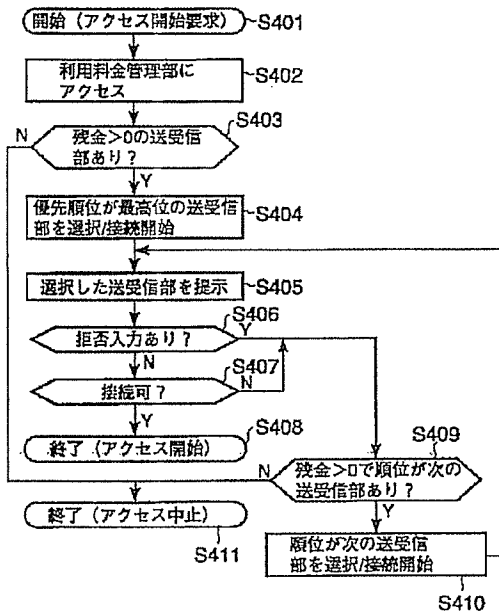 開始（アクセス開始要求）
S401
利用料金管理部に
アクセス
S402
残金>0の送受信
部あり？
S403
N
Y
優先順位が最高位の送受信
部を選択/接続開始
S404
選択した送受信部を提示
S405
拒否入力あり？
S406
Y
N
接続可？
S407
N
Y
終了（アクセス開始）
S408
残金>0で順位が次の
送受信部あり？
S409
N
Y
終了（アクセス中止）
S411
順位が次の送受信
部を選択/接続開始
S410